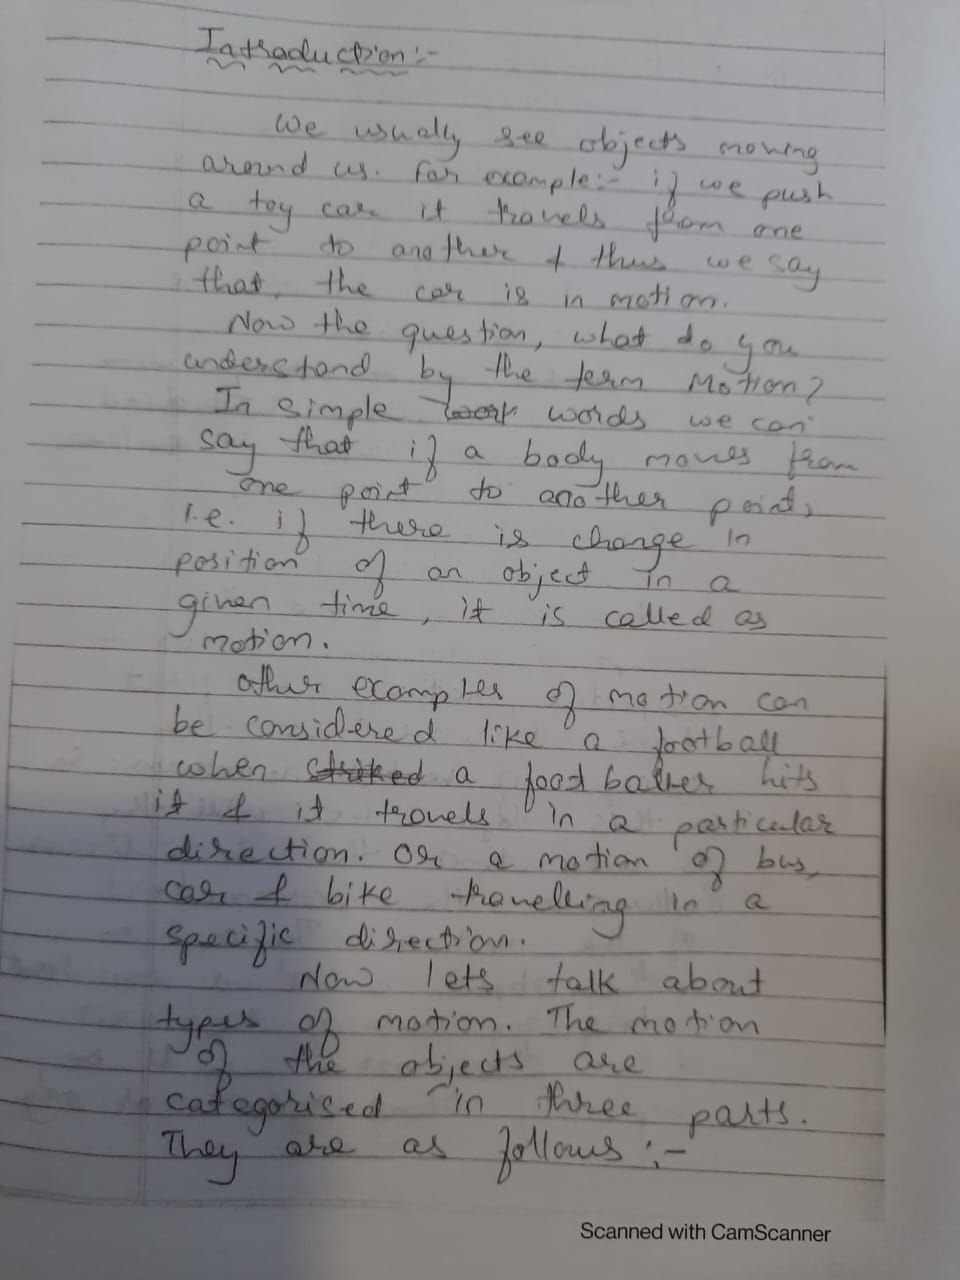 Introduction :-
We usually see objects moving
around us. For example:- if we push
a toy car it travels from one
point to another & thus we say
that the car is in motion.
Now the question, what do you
understand by the term Motion?
In simple words we can
say that if a body moves from
one point to another point,
i.e. if there is change in
position of an object in a
given time, it is called as
motion.
Other examples of motion can
be considered like a football
when striked a footballer hits
it & it travels in a particular
direction. Or a motion of bus,
car & bike travelling in a
specific direction.
Now lets talk about
types of motion. The motion
of the objects are
categorised in three parts.
They are as follows :-
Scanned with CamScanner